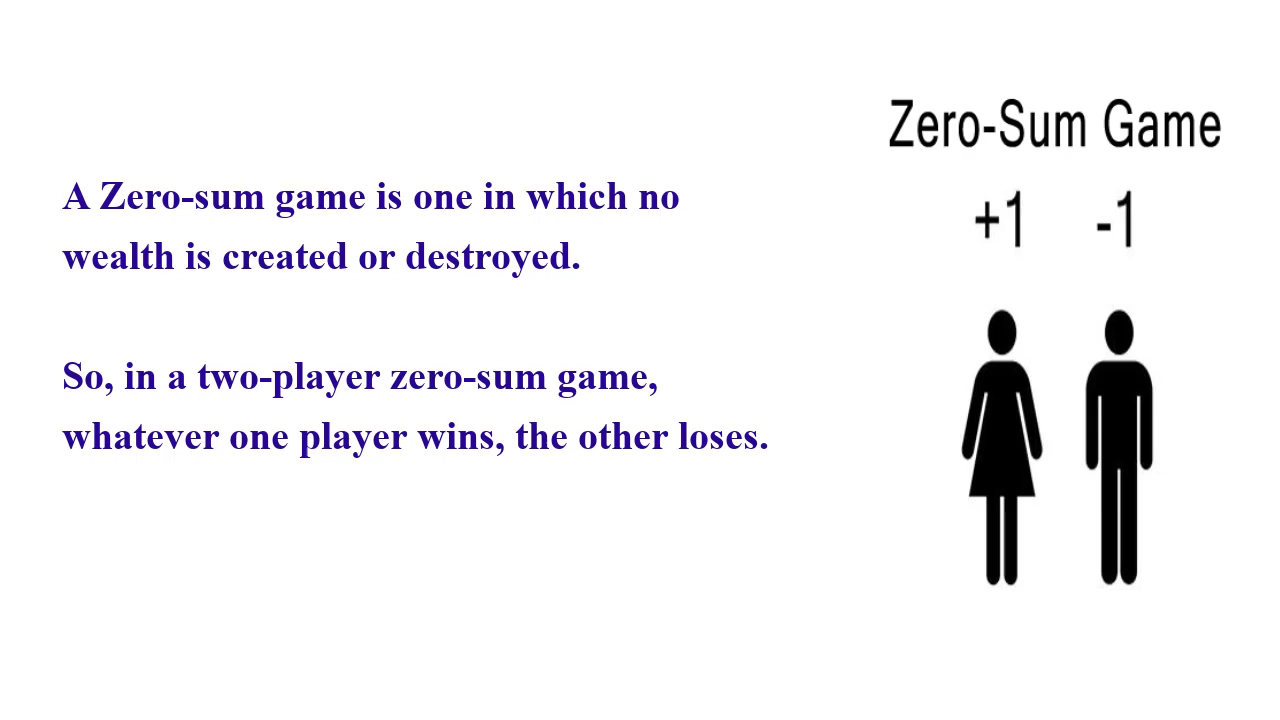 A Zero-sum game is one in which no
wealth is created or destroyed.
So, in a two-player zero-sum game,
whatever one player wins, the other loses.
Zero-Sum Game
+1 -1